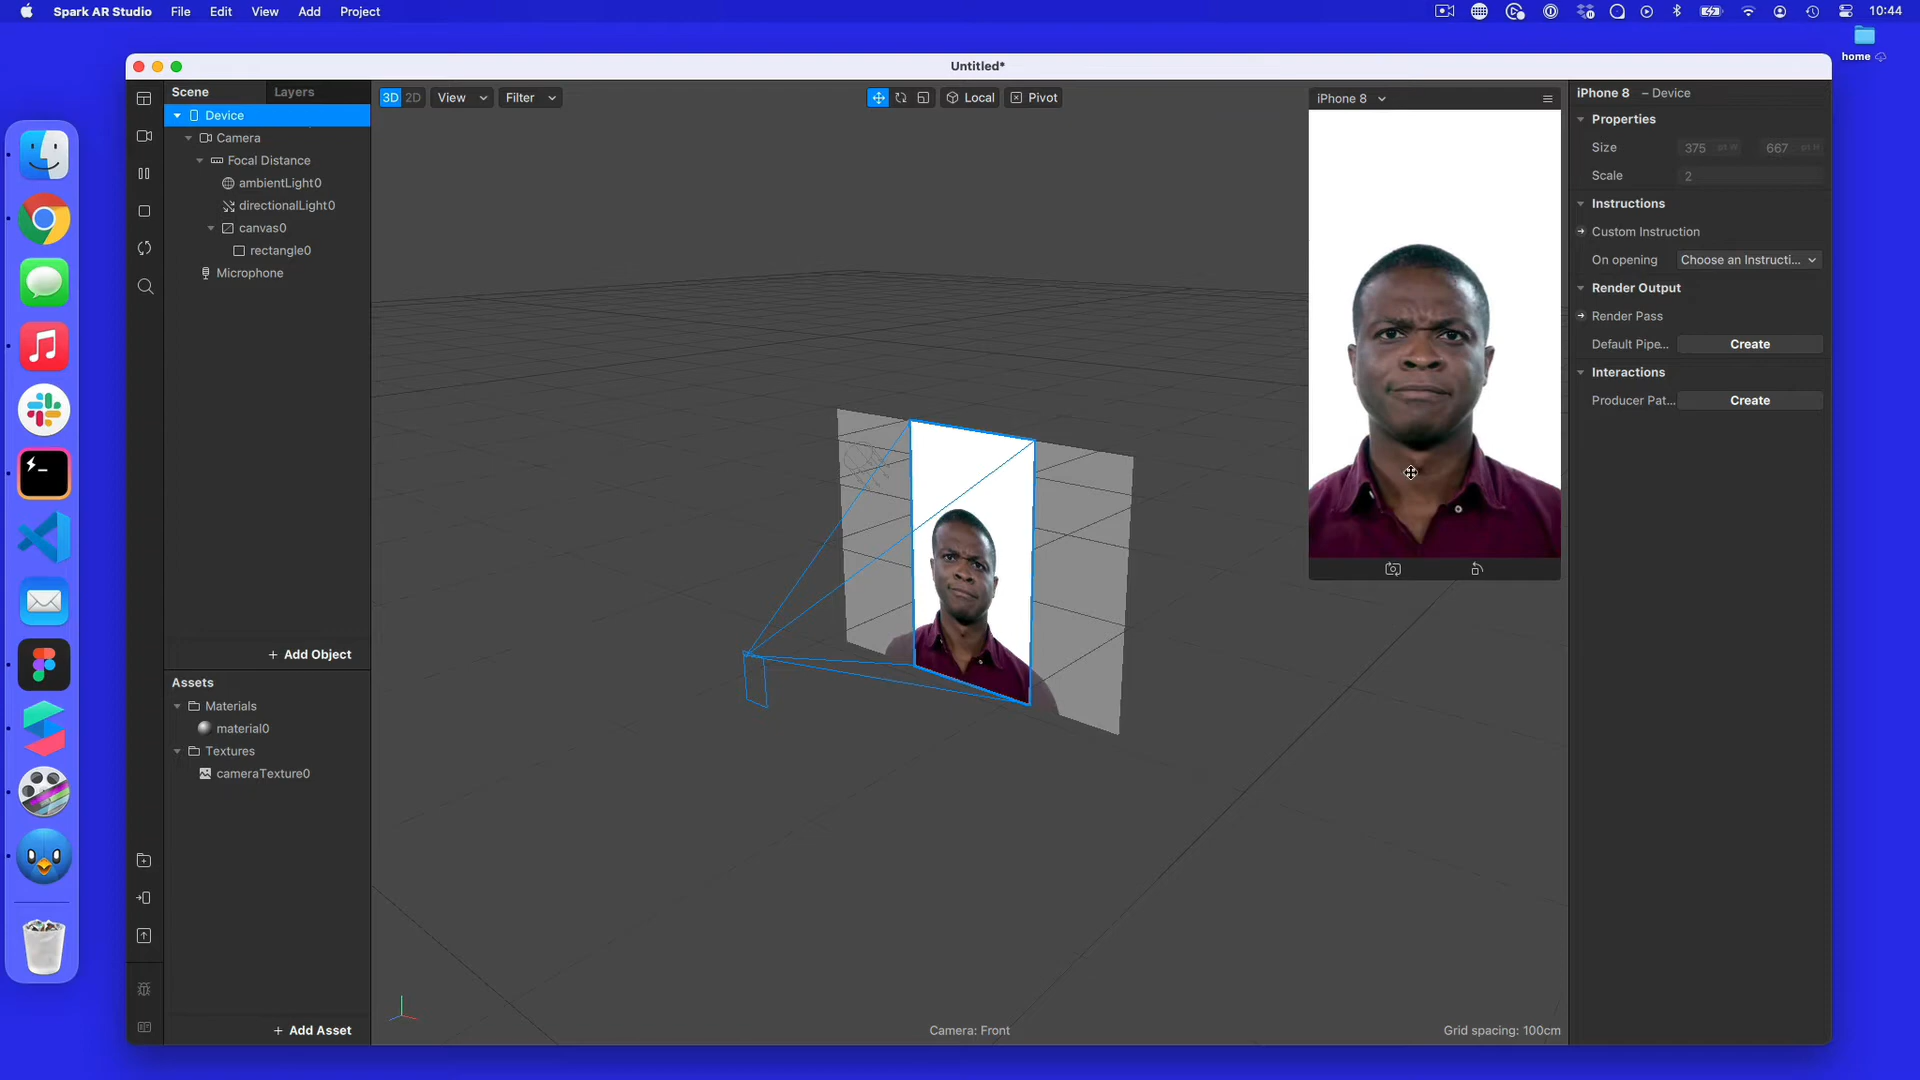 Spark AR Studio File Edit View Add Project 10:44
home
Untitled*
Scene Layers
Device
Camera
Focal Distance
ambientLight0
directionalLight0
canvas0
rectangle0
Microphone
+ Add Object
Assets
Materials
material0
Textures
cameraTexture0
+ Add Asset
3D 2D View Filter Local Pivot
iPhone 8
Camera: Front Grid spacing: 100cm
iPhone 8 – Device
Properties
Size 375 pt W 667 pt H
Scale 2
Instructions
Custom Instruction
On opening Choose an Instructi...
Render Output
Render Pass
Default Pipe... Create
Interactions
Producer Pat... Create